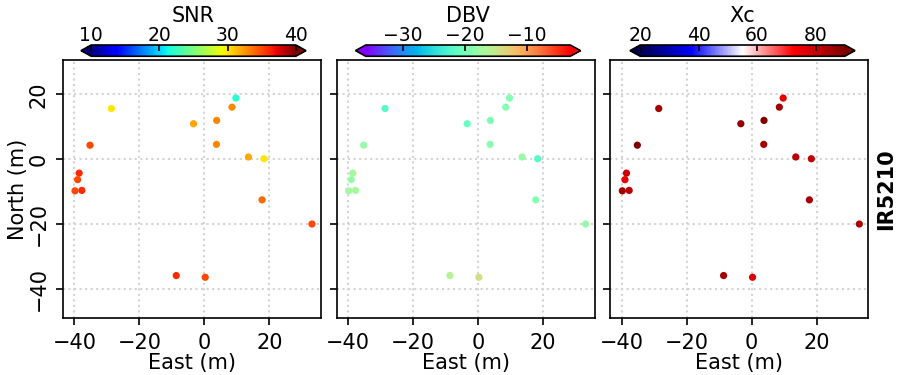 SNR DBV Xc
10 20 30 40 −30 −20 −10 20 40 60 80
20
0
−20
−40
North (m)
IR5210
−40 −20 0 20 −40 −20 0 20 −40 −20 0 20
East (m) East (m) East (m)